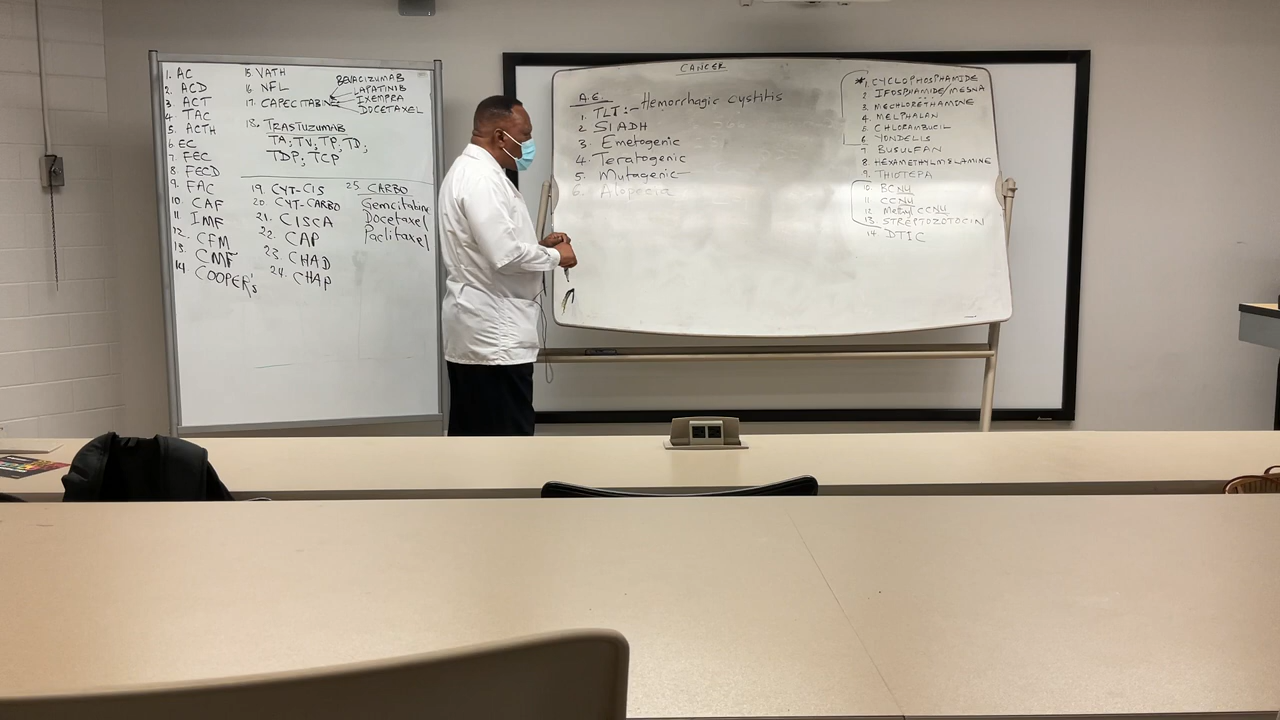 1. AC
2. ACD
3 ACT
4 TAC
5. ACTH
6 EC
7. FEC
8. FECD
9. FAC
10. CAF
11. IMF
12. CFM
13. CMF
14 COOPER's
15. VATH
16 NFL
17. CAPECITABINE
BEVACIZUMAB
LAPATINIB
IXEMPRA
DOCETAXEL
18. TRASTUZUMAB
TA; TV; TP; TD;
TDP; TCP
19. CYT-CIS
20. CYT-CARBO
21. CISCA
22. CAP
23. CHAD
24. CHAP
25 CARBO
Gemcitabine
Docetaxel
Paclitaxel
CANCER
A.E.
1. TLT:- Hemorrhagic cystitis
2. SIADH
3. Emetogenic
4. Teratogenic
5. Mutagenic
6. Alopecia
*1. CYCLOPHOSPHAMIDE
2. IFOSPHAMIDE/MESNA
3. MECHLORETHAMINE
4. MELPHALAN
5 CHLORAMBUCIL
6 YONDELIS
7. BUSULFAN
8. HEXAMETHYLMELAMINE
9. THIOTEPA
10. BCNU
11. CCNU
12 Methyl CCNU
13. STREPTOZOTOCIN
14. DTIC